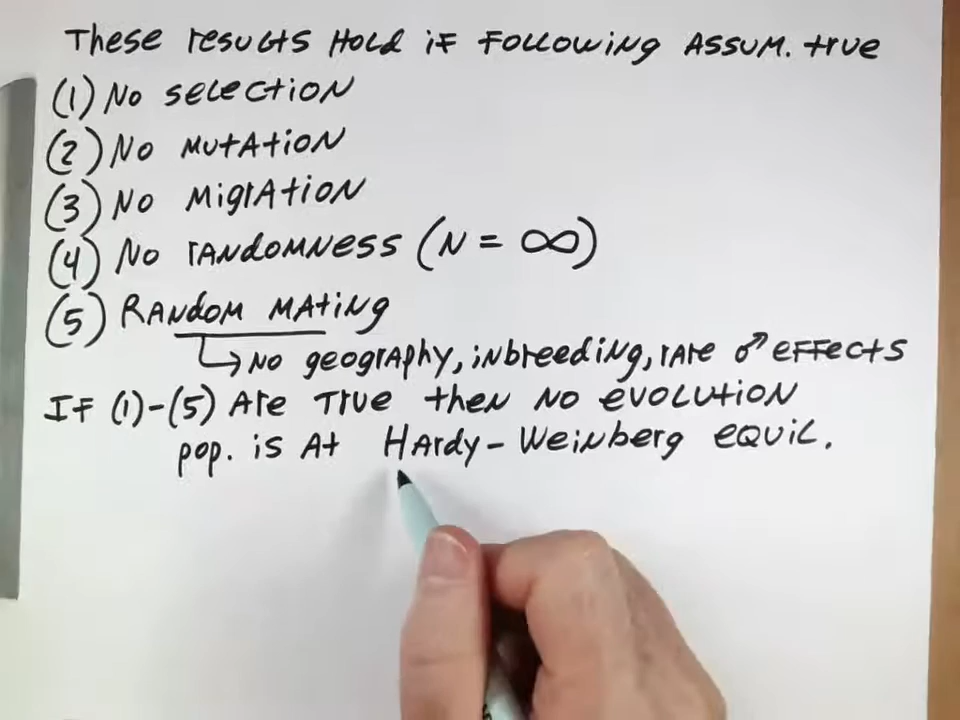 These results Hold if Following Assum. true
(1) No selection
(2) No Mutation
(3) No Migration
(4) No randomness (N = ∞)
(5) Random Mating
↳ No geography, inbreeding, rare ♂ effects
If (1)-(5) Are True then No evolution
pop. is At Hardy-Weinberg equil.